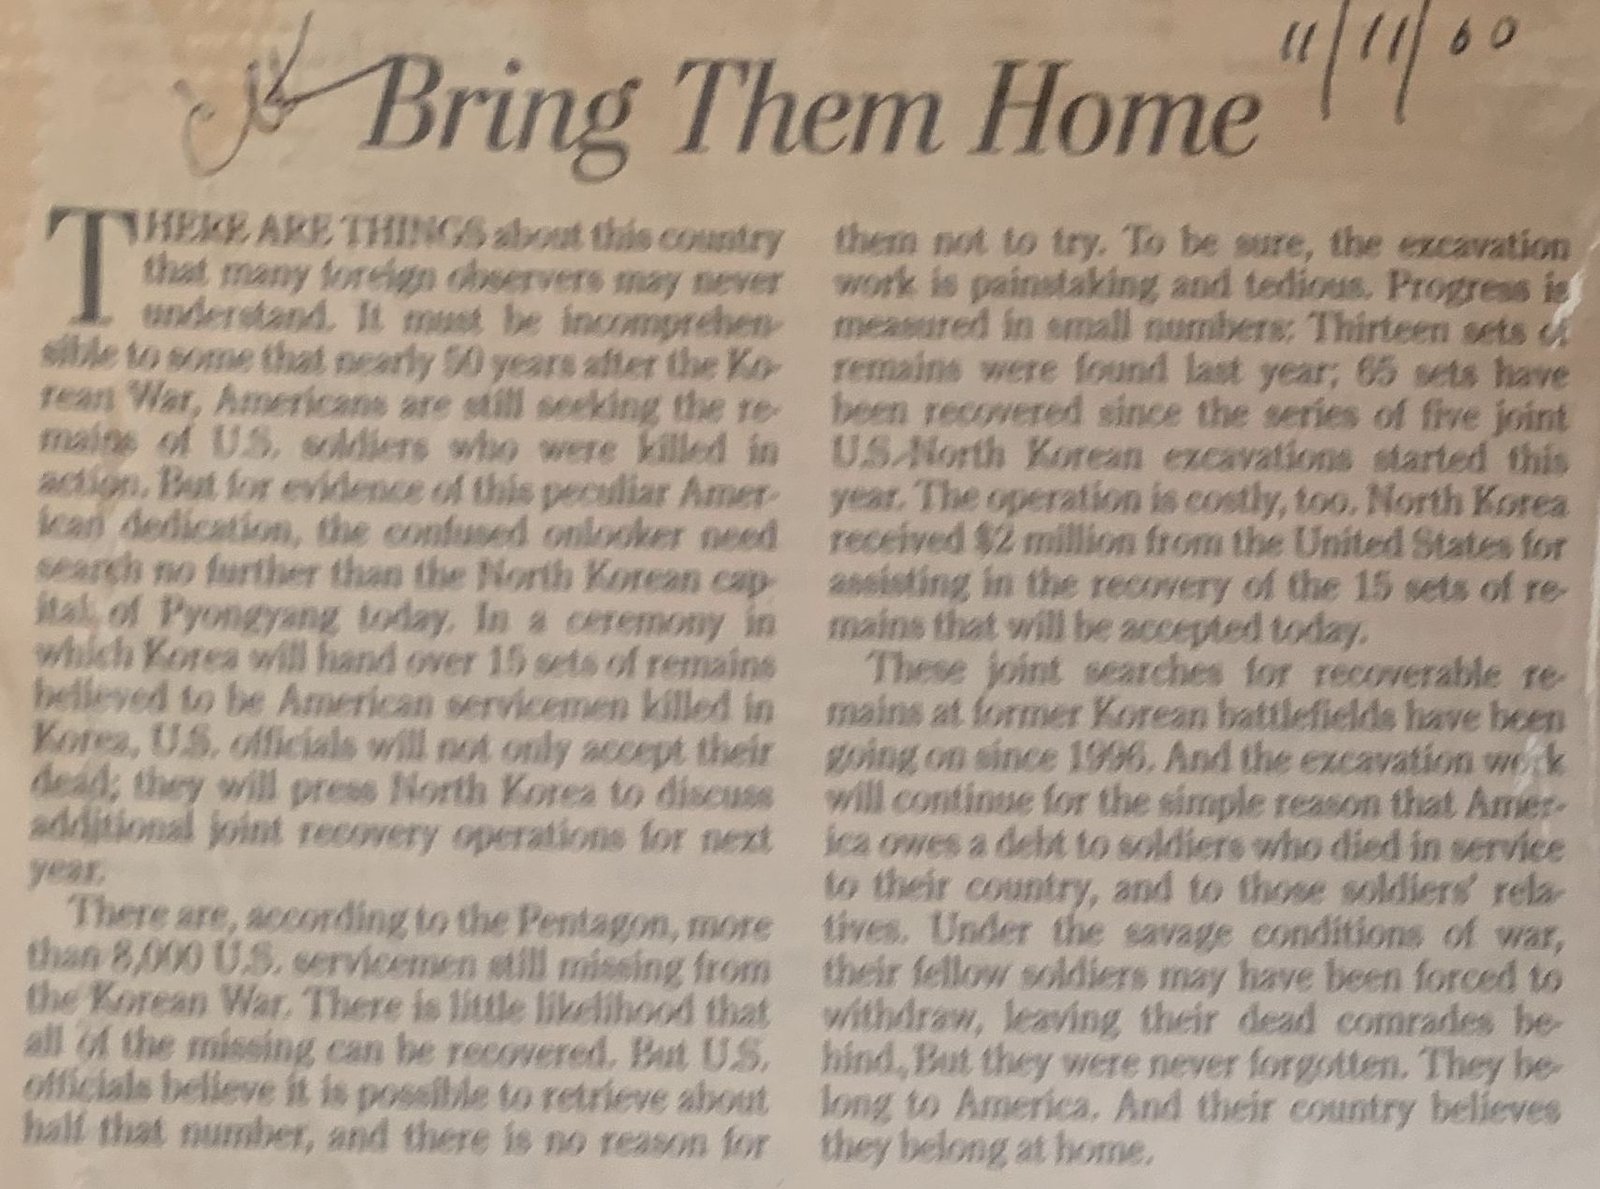 Bring Them Home
11/11/60
THERE ARE THINGS about this country
that many foreign observers may never
understand. It must be incomprehen-
sible to some that nearly 50 years after the Ko-
rean War, Americans are still seeking the re-
mains of U.S. soldiers who were killed in
action. But for evidence of this peculiar Amer-
ican dedication, the confused onlooker need
search no further than the North Korean cap-
ital of Pyongyang today. In a ceremony in
which Korea will hand over 15 sets of remains
believed to be American servicemen killed in
Korea, U.S. officials will not only accept their
dead; they will press North Korea to discuss
additional joint recovery operations for next
year.
There are, according to the Pentagon, more
than 8,000 U.S. servicemen still missing from
the Korean War. There is little likelihood that
all of the missing can be recovered. But U.S.
officials believe it is possible to retrieve about
half that number, and there is no reason for
them not to try. To be sure, the excavation
work is painstaking and tedious. Progress is
measured in small numbers: Thirteen sets of
remains were found last year; 65 sets have
been recovered since the series of five joint
U.S.-North Korean excavations started this
year. The operation is costly, too. North Korea
received $2 million from the United States for
assisting in the recovery of the 15 sets of re-
mains that will be accepted today.
These joint searches for recoverable re-
mains at former Korean battlefields have been
going on since 1996. And the excavation work
will continue for the simple reason that Amer-
ica owes a debt to soldiers who died in service
to their country, and to those soldiers' rela-
tives. Under the savage conditions of war,
their fellow soldiers may have been forced to
withdraw, leaving their dead comrades be-
hind. But they were never forgotten. They be-
long to America. And their country believes
they belong at home.